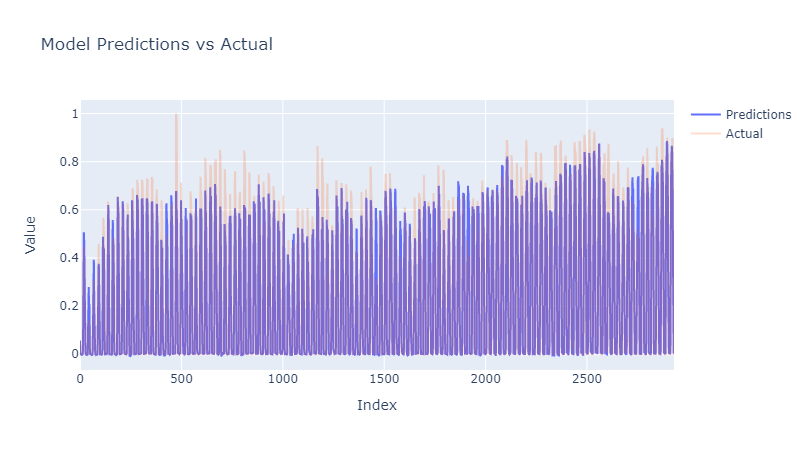 Model Predictions vs Actual
Predictions
Actual
1
0.8
0.6
0.4
0.2
0
Value
0
500
1000
1500
2000
2500
Index